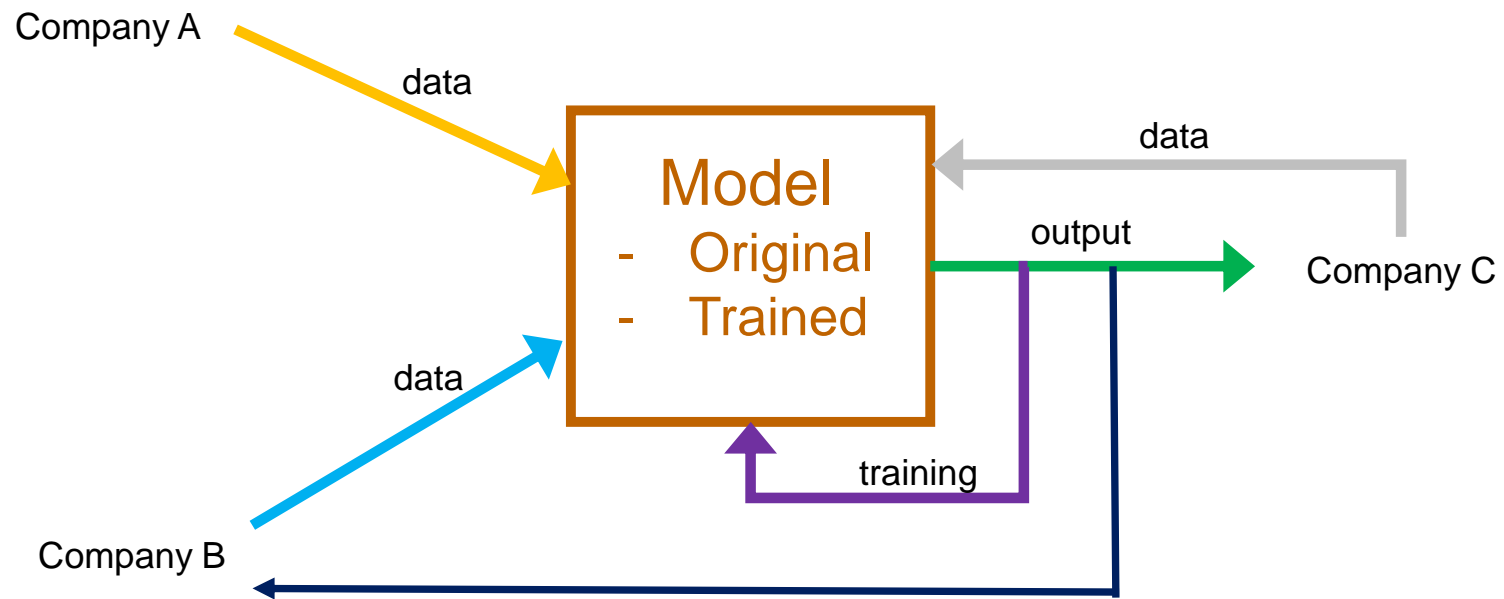 Company A
data
data
Model
- Original
- Trained
output
Company C
data
training
Company B